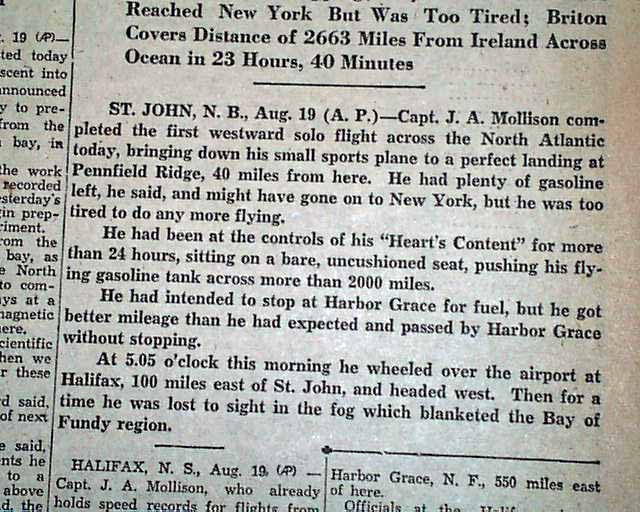 Reached New York But Was Too Tired; Briton
Covers Distance of 2663 Miles From Ireland Across
Ocean in 23 Hours, 40 Minutes
ST. JOHN, N. B., Aug. 19 (A. P.)—Capt. J. A. Mollison com-
pleted the first westward solo flight across the North Atlantic
today, bringing down his small sports plane to a perfect landing at
Pennfield Ridge, 40 miles from here. He had plenty of gasoline
left, he said, and might have gone on to New York, but he was too
tired to do any more flying.
He had been at the controls of his "Heart's Content" for more
than 24 hours, sitting on a bare, uncushioned seat, pushing his fly-
ing gasoline tank across more than 2000 miles.
He had intended to stop at Harbor Grace for fuel, but he got
better mileage than he had expected and passed by Harbor Grace
without stopping.
At 5.05 o'clock this morning he wheeled over the airport at
Halifax, 100 miles east of St. John, and headed west. Then for a
time he was lost to sight in the fog which blanketed the Bay of
Fundy region.
HALIFAX, N. S., Aug. 19 (AP) —
Capt. J. A. Mollison, who already
holds speed records for flights from
Harbor Grace, N. F., 550 miles east
of here.
Officials at the
. 19 (AP)—
ted today
scent into
announced
y to pre-
from the
bay, in
the work
recorded
esterday's
in prep-
riment.
rom the
bay, as
e North
to com-
ys at a
magnetic
ere.
cientific
hen we
r these
rd said,
of next
e said,
nts he
to a
above
d, the